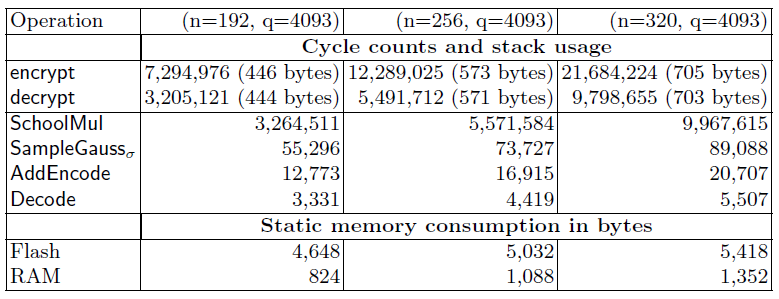 Operation (n=192, q=4093) (n=256, q=4093) (n=320, q=4093)
Cycle counts and stack usage
encrypt 7,294,976 (446 bytes) 12,289,025 (573 bytes) 21,684,224 (705 bytes)
decrypt 3,205,121 (444 bytes) 5,491,712 (571 bytes) 9,798,655 (703 bytes)
SchoolMul 3,264,511 5,571,584 9,967,615
SampleGaussσ 55,296 73,727 89,088
AddEncode 12,773 16,915 20,707
Decode 3,331 4,419 5,507
Static memory consumption in bytes
Flash 4,648 5,032 5,418
RAM 824 1,088 1,352